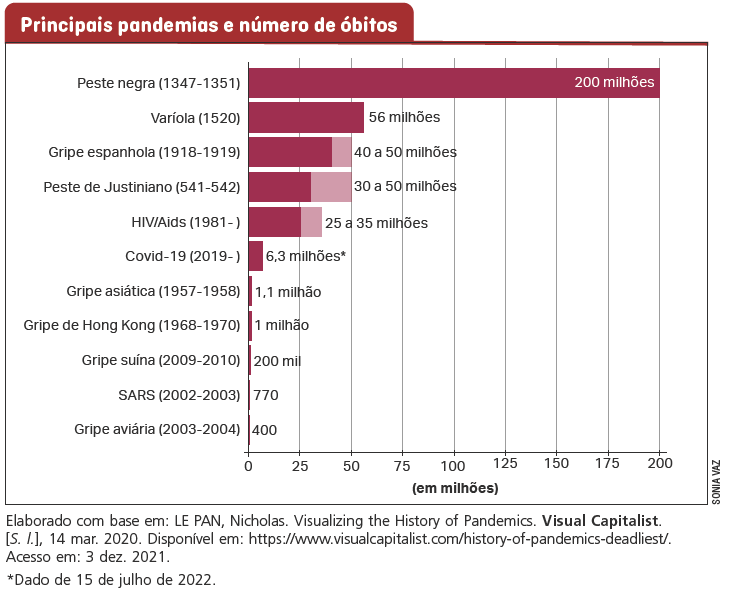 Principais pandemias e número de óbitos
Peste negra (1347-1351) 200 milhões
Varíola (1520) 56 milhões
Gripe espanhola (1918-1919) 40 a 50 milhões
Peste de Justiniano (541-542) 30 a 50 milhões
HIV/Aids (1981- ) 25 a 35 milhões
Covid-19 (2019- ) 6,3 milhões*
Gripe asiática (1957-1958) 1,1 milhão
Gripe de Hong Kong (1968-1970) 1 milhão
Gripe suína (2009-2010) 200 mil
SARS (2002-2003) 770
Gripe aviária (2003-2004) 400
0 25 50 75 100 125 150 175 200
(em milhões)
SONIA VAZ
Elaborado com base em: LE PAN, Nicholas. Visualizing the History of Pandemics. Visual Capitalist.
[S. l.], 14 mar. 2020. Disponível em: https://www.visualcapitalist.com/history-of-pandemics-deadliest/.
Acesso em: 3 dez. 2021.
*Dado de 15 de julho de 2022.